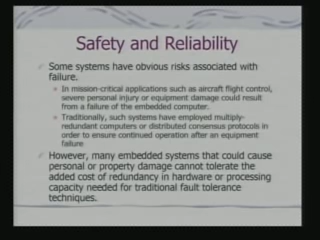 Safety and Reliability
Some systems have obvious risks associated with
failure.
In mission-critical applications such as aircraft flight control,
severe personal injury or equipment damage could result
from a failure of the embedded computer.
Traditionally, such systems have employed multiply-
redundant computers or distributed consensus protocols in
order to ensure continued operation after an equipment
failure
However, many embedded systems that could cause
personal or property damage cannot tolerate the
added cost of redundancy in hardware or processing
capacity needed for traditional fault tolerance
techniques.